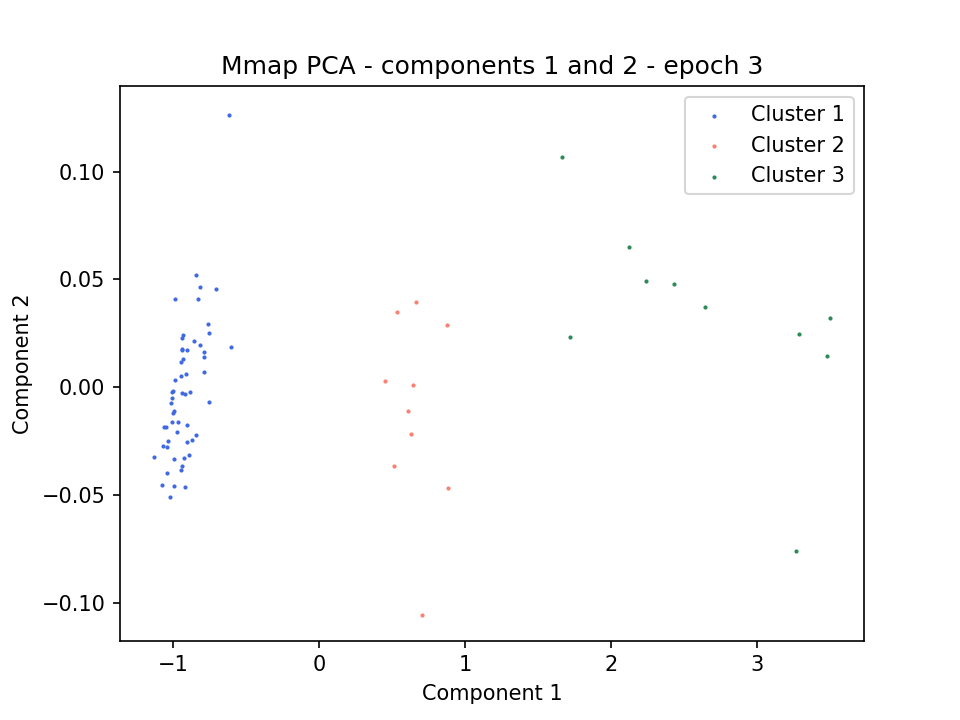 Mmap PCA - components 1 and 2 - epoch 3
Cluster 1
Cluster 2
Cluster 3
0.10
0.05
0.00
−0.05
−0.10
Component 2
−1
0
1
2
3
Component 1